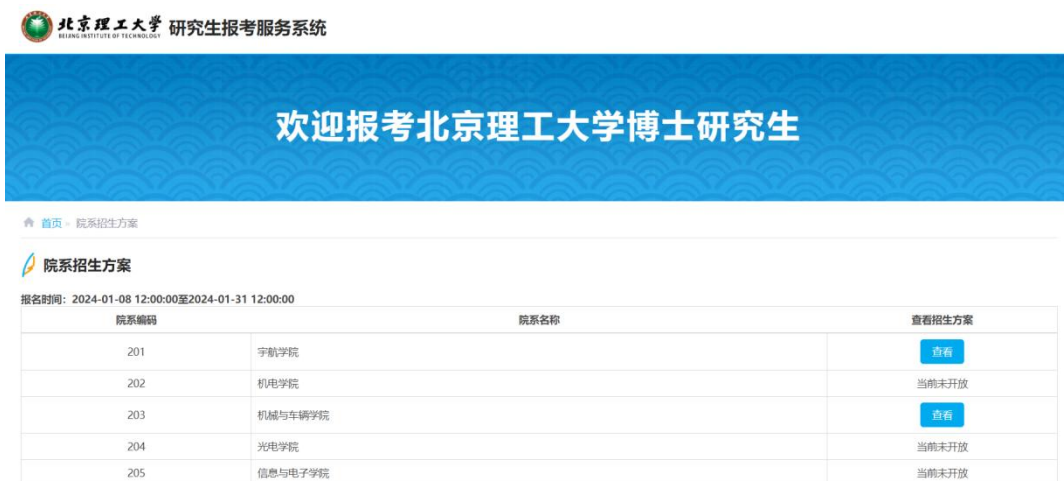 北京理工大学 研究生报考服务系统
BEIJING INSTITUTE OF TECHNOLOGY
欢迎报考北京理工大学博士研究生
首页 » 院系招生方案
院系招生方案
报名时间：2024-01-08 12:00:00至2024-01-31 12:00:00
院系编码 院系名称 查看招生方案
201 宇航学院 查看
202 机电学院 当前未开放
203 机械与车辆学院 查看
204 光电学院 当前未开放
205 信息与电子学院 当前未开放